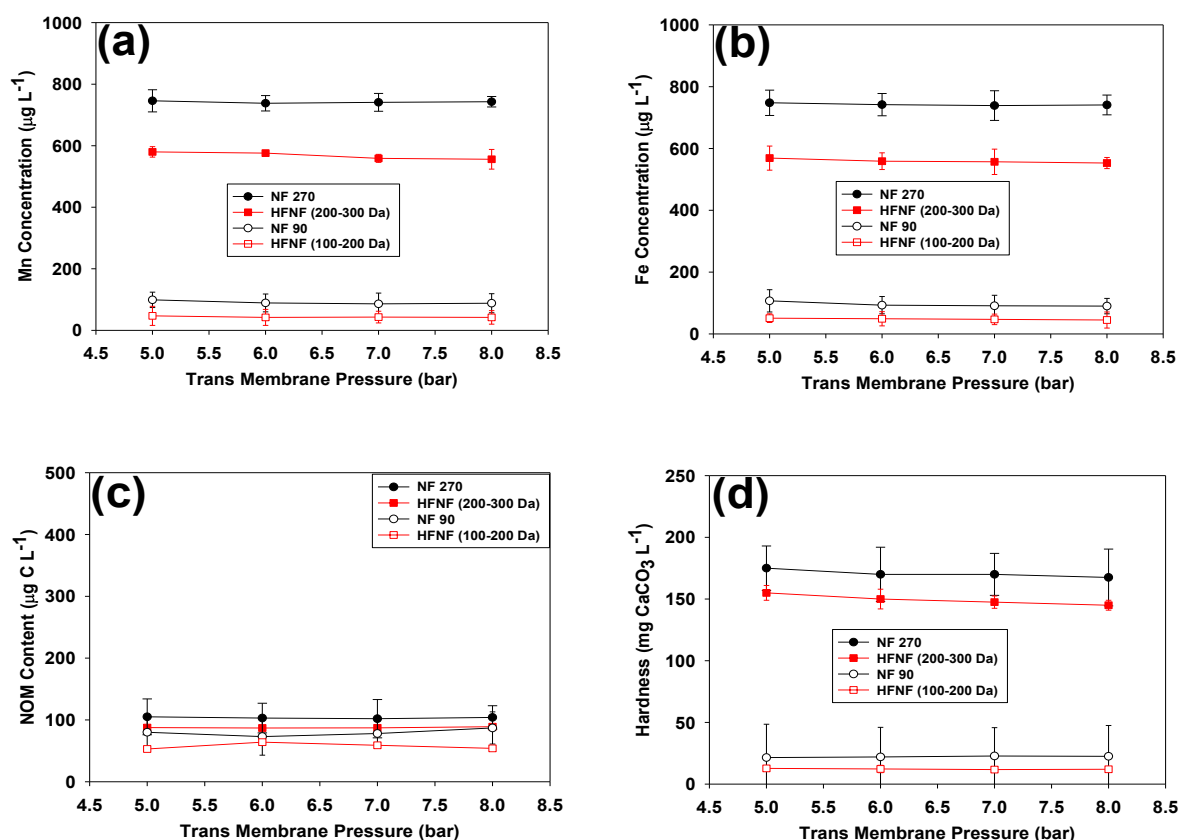 (a)
Mn Concentration (µg L⁻¹)
1000
800
600
400
200
0
NF 270
HFNF (200-300 Da)
NF 90
HFNF (100-200 Da)
4.5 5.0 5.5 6.0 6.5 7.0 7.5 8.0 8.5
Trans Membrane Pressure (bar)
(b)
Fe Concentration (µg L⁻¹)
1000
800
600
400
200
0
NF 270
HFNF (200-300 Da)
NF 90
HFNF (100-200 Da)
4.5 5.0 5.5 6.0 6.5 7.0 7.5 8.0 8.5
Trans Membrane Pressure (bar)
(c)
NOM Content (µg C L⁻¹)
500
400
300
200
100
0
NF 270
HFNF (200-300 Da)
NF 90
HFNF (100-200 Da)
4.5 5.0 5.5 6.0 6.5 7.0 7.5 8.0 8.5
Trans Membrane Pressure (bar)
(d)
Hardness (mg CaCO₃ L⁻¹)
250
200
150
100
50
0
NF 270
HFNF (200-300 Da)
NF 90
HFNF (100-200 Da)
4.5 5.0 5.5 6.0 6.5 7.0 7.5 8.0 8.5
Trans Membrane Pressure (bar)